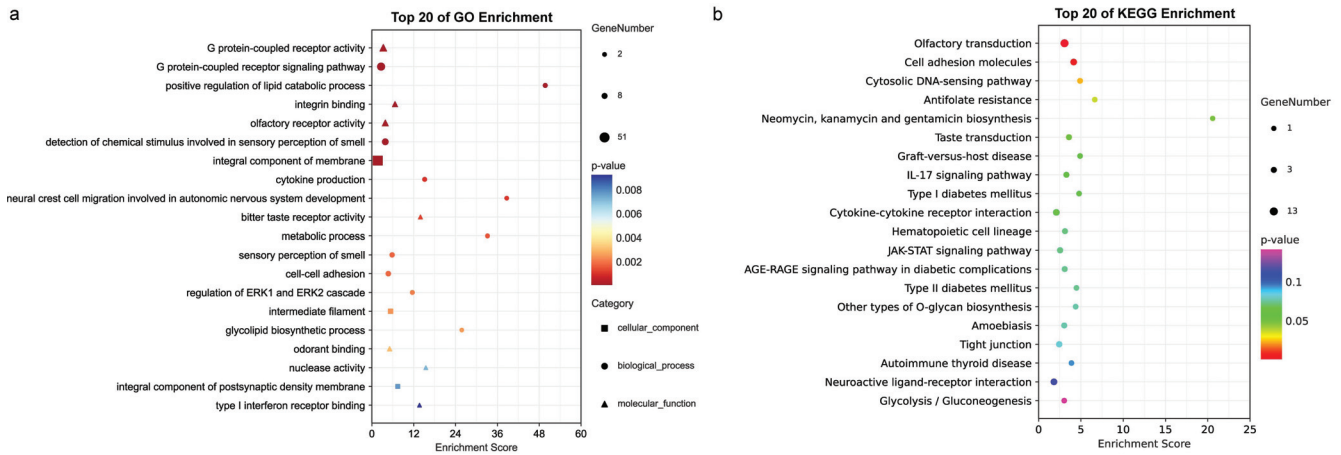 a
Top 20 of GO Enrichment
G protein-coupled receptor activity
G protein-coupled receptor signaling pathway
positive regulation of lipid catabolic process
integrin binding
olfactory receptor activity
detection of chemical stimulus involved in sensory perception of smell
integral component of membrane
cytokine production
neural crest cell migration involved in autonomic nervous system development
bitter taste receptor activity
metabolic process
sensory perception of smell
cell-cell adhesion
regulation of ERK1 and ERK2 cascade
intermediate filament
glycolipid biosynthetic process
odorant binding
nuclease activity
integral component of postsynaptic density membrane
type I interferon receptor binding
0 12 24 36 48 60
Enrichment Score
GeneNumber
2
8
51
p-value
0.008
0.006
0.004
0.002
Category
cellular_component
biological_process
molecular_function
b
Top 20 of KEGG Enrichment
Olfactory transduction
Cell adhesion molecules
Cytosolic DNA-sensing pathway
Antifolate resistance
Neomycin, kanamycin and gentamicin biosynthesis
Taste transduction
Graft-versus-host disease
IL-17 signaling pathway
Type I diabetes mellitus
Cytokine-cytokine receptor interaction
Hematopoietic cell lineage
JAK-STAT signaling pathway
AGE-RAGE signaling pathway in diabetic complications
Type II diabetes mellitus
Other types of O-glycan biosynthesis
Amoebiasis
Tight junction
Autoimmune thyroid disease
Neuroactive ligand-receptor interaction
Glycolysis / Gluconeogenesis
0 5 10 15 20 25
Enrichment Score
GeneNumber
1
3
13
p-value
0.1
0.05